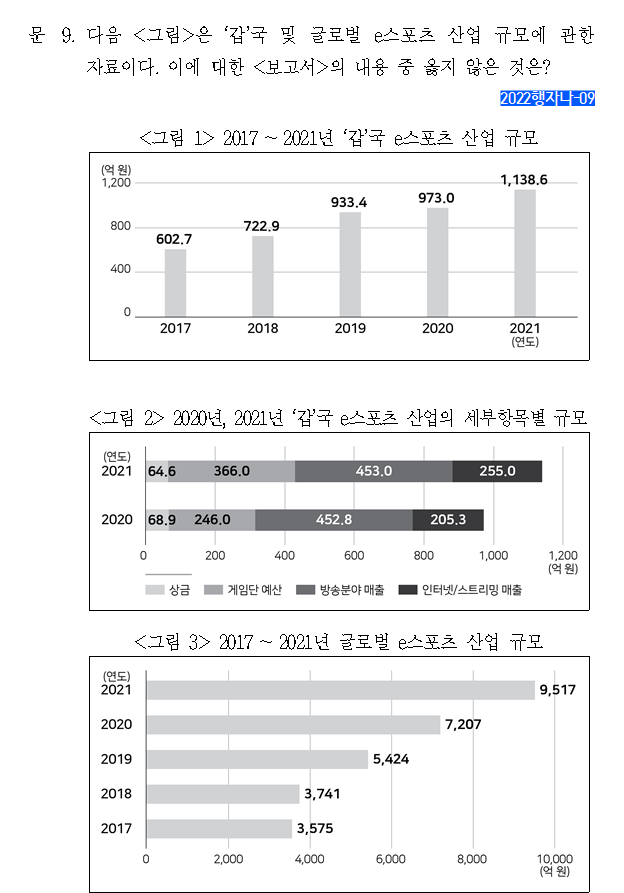 문 9. 다음 <그림>은 ‘갑’국 및 글로벌 e스포츠 산업 규모에 관한
자료이다. 이에 대한 <보고서>의 내용 중 옳지 않은 것은?
2022행자나-09
<그림 1> 2017 ~ 2021년 ‘갑’국 e스포츠 산업 규모
(억 원)
1,200
800
400
0
602.7
722.9
933.4
973.0
1,138.6
2017 2018 2019 2020 2021
(연도)
<그림 2> 2020년, 2021년 ‘갑’국 e스포츠 산업의 세부항목별 규모
(연도)
2021 64.6 366.0 453.0 255.0
2020 68.9 246.0 452.8 205.3
0 200 400 600 800 1,000 1,200
(억 원)
상금 게임단 예산 방송분야 매출 인터넷/스트리밍 매출
<그림 3> 2017 ~ 2021년 글로벌 e스포츠 산업 규모
(연도)
2021 9,517
2020 7,207
2019 5,424
2018 3,741
2017 3,575
0 2,000 4,000 6,000 8,000 10,000
(억 원)